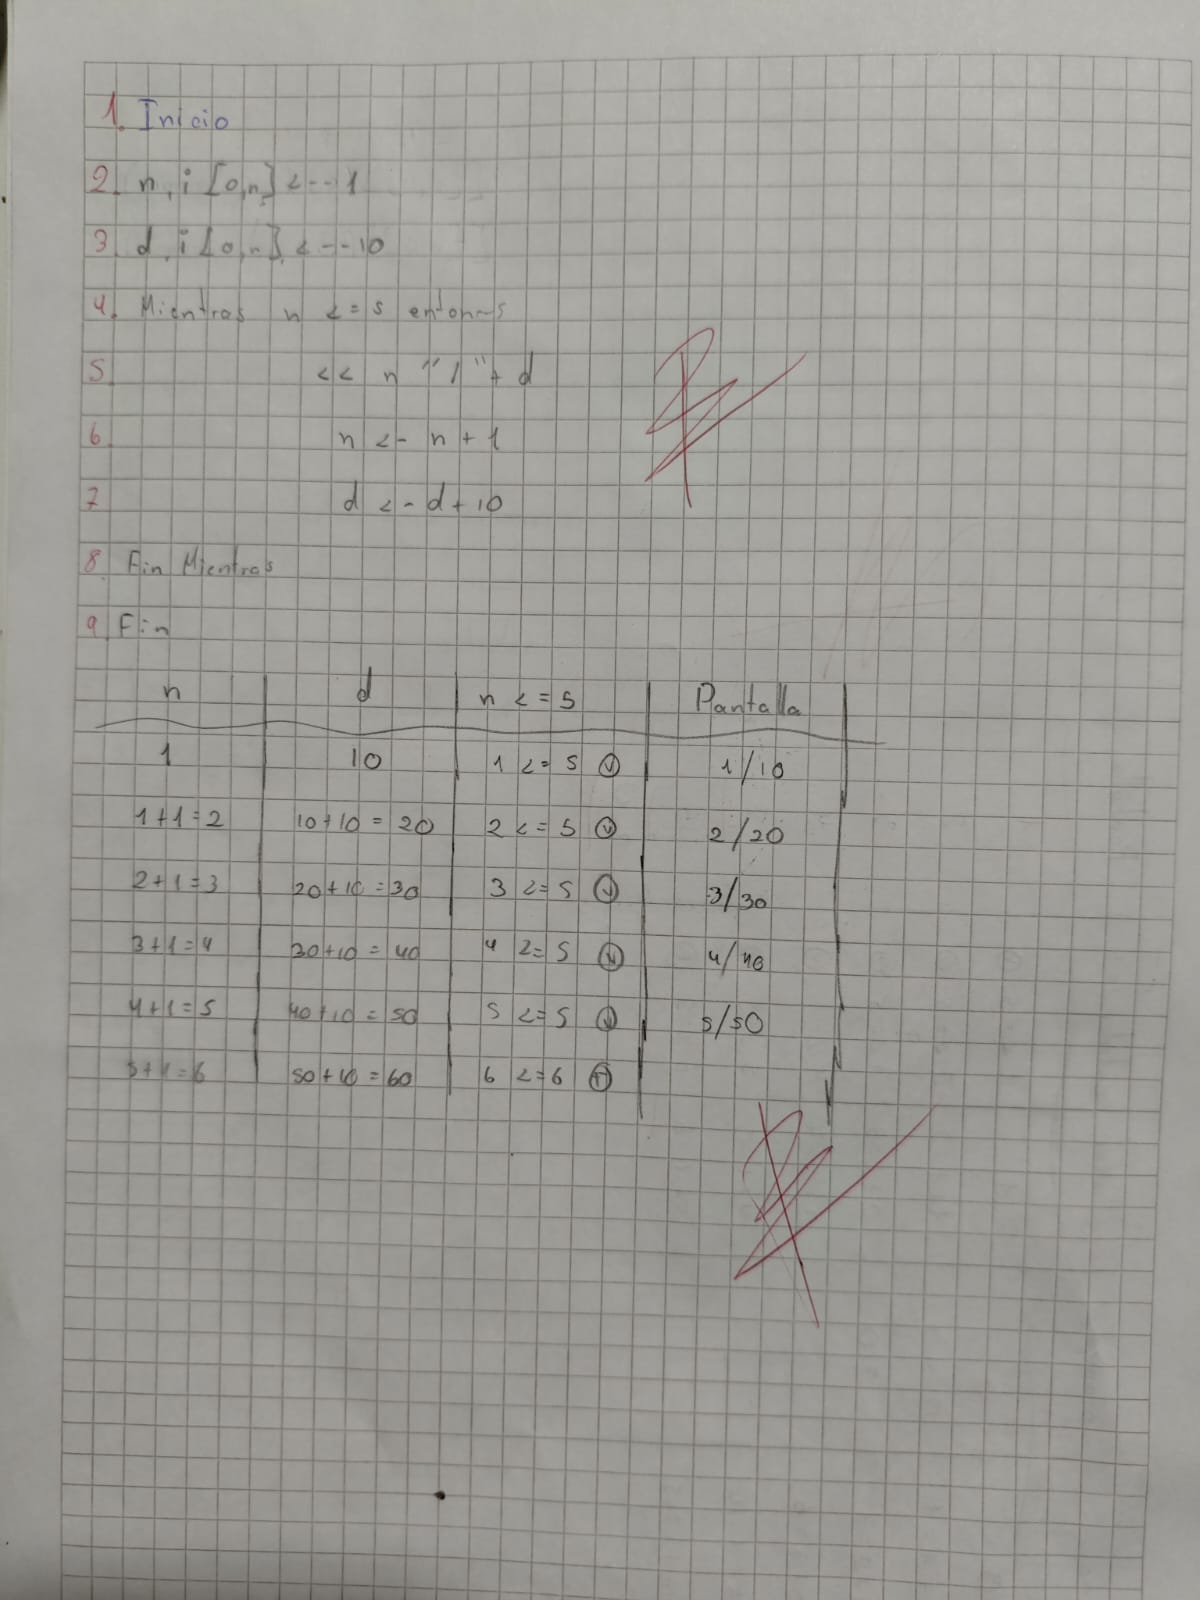 1. Inicio
2. n, i [0,n] <-- 1
3. d, i [0,n] <-- 10
4. Mientras n <= 5 entonces
5. << n "/" + d
6. n <- n + 1
7. d <- d + 10
8. Fin Mientras
9 Fin
n d n <= 5 Pantalla
1 10 1 <= 5 V 1/10
1+1=2 10+10=20 2 <= 5 V 2/20
2+1=3 20+10=30 3 <= 5 V 3/30
3+1=4 30+10=40 4 <= 5 V 4/40
4+1=5 40+10=50 5 <= 5 V 5/50
5+1=6 50+10=60 6 <= 6 F